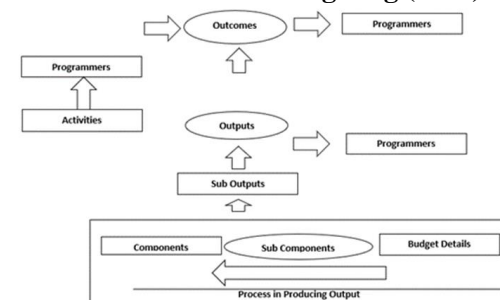 Outcomes
Programmers
Programmers
Activities
Outputs
Programmers
Sub Outputs
Components
Sub Components
Budget Details
Process in Producing Output